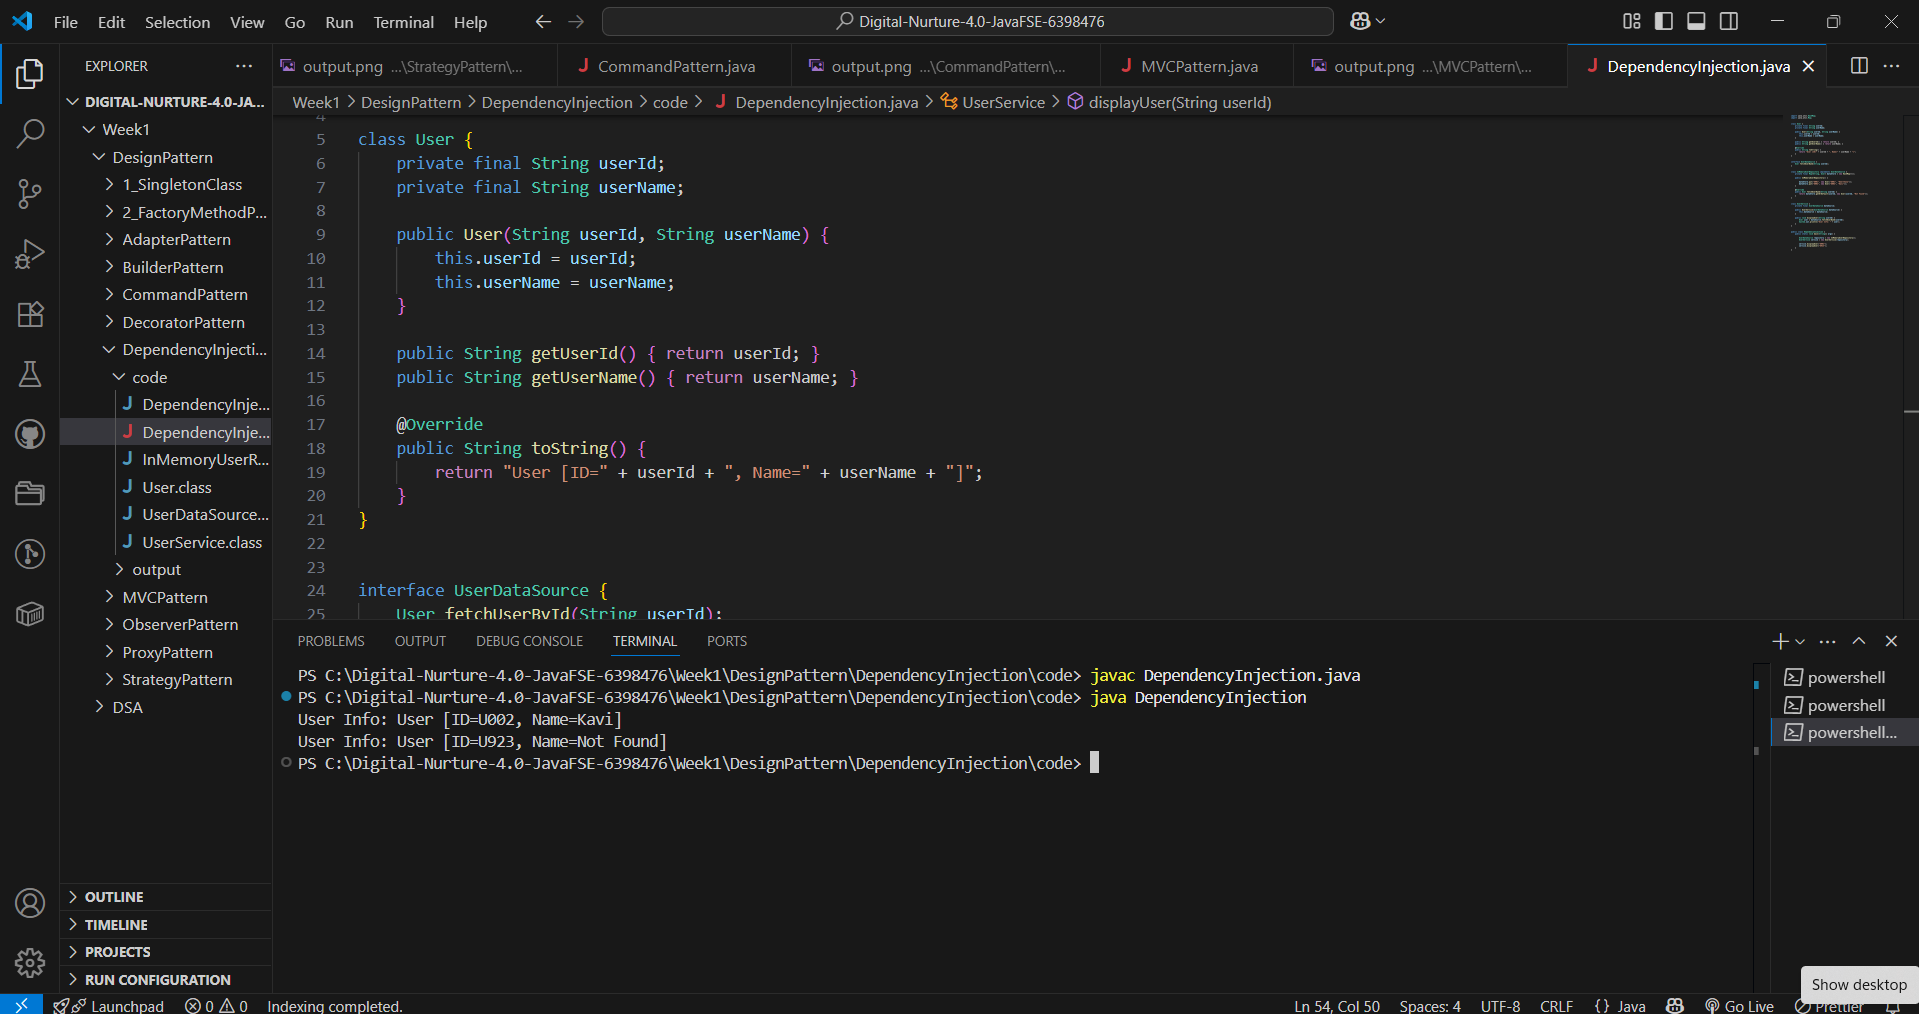 File Edit Selection View Go Run Terminal Help
Digital-Nurture-4.0-JavaFSE-6398476
EXPLORER
DIGITAL-NURTURE-4.0-JA...
Week1
DesignPattern
1_SingletonClass
2_FactoryMethodP...
AdapterPattern
BuilderPattern
CommandPattern
DecoratorPattern
DependencyInjecti...
code
DependencyInje...
DependencyInje...
InMemoryUserR...
User.class
UserDataSource...
UserService.class
output
MVCPattern
ObserverPattern
ProxyPattern
StrategyPattern
DSA
OUTLINE
TIMELINE
PROJECTS
RUN CONFIGURATION
output.png ...\StrategyPattern\... CommandPattern.java output.png ...\CommandPattern\... MVCPattern.java output.png ...\MVCPattern\... DependencyInjection.java
Week1 > DesignPattern > DependencyInjection > code > DependencyInjection.java > UserService > displayUser(String userId)
4
5 class User {
6 private final String userId;
7 private final String userName;
8
9 public User(String userId, String userName) {
10 this.userId = userId;
11 this.userName = userName;
12 }
13
14 public String getUserId() { return userId; }
15 public String getUserName() { return userName; }
16
17 @Override
18 public String toString() {
19 return "User [ID=" + userId + ", Name=" + userName + "]";
20 }
21 }
22
23
24 interface UserDataSource {
25 User fetchUserById(String userId);
PROBLEMS OUTPUT DEBUG CONSOLE TERMINAL PORTS
PS C:\Digital-Nurture-4.0-JavaFSE-6398476\Week1\DesignPattern\DependencyInjection\code> javac DependencyInjection.java
PS C:\Digital-Nurture-4.0-JavaFSE-6398476\Week1\DesignPattern\DependencyInjection\code> java DependencyInjection
User Info: User [ID=U002, Name=Kavi]
User Info: User [ID=U923, Name=Not Found]
PS C:\Digital-Nurture-4.0-JavaFSE-6398476\Week1\DesignPattern\DependencyInjection\code>
powershell
powershell
powershell...
Show desktop
Launchpad 0 0 Indexing completed. Ln 54, Col 50 Spaces: 4 UTF-8 CRLF {} Java Go Live Prettier